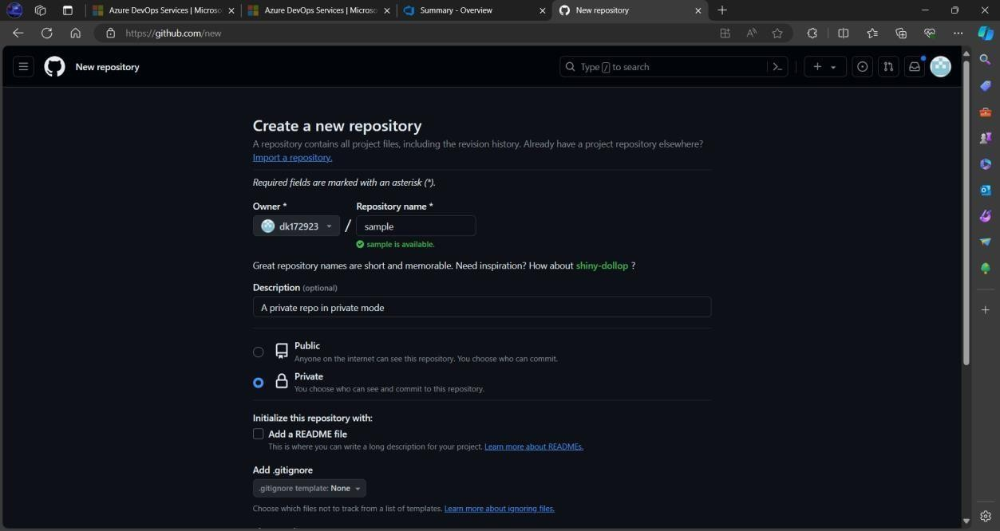 Azure DevOps Services | Microso
Azure DevOps Services | Microso
Summary - Overview
New repository
https://github.com/new
New repository
Type / to search
Create a new repository
A repository contains all project files, including the revision history. Already have a project repository elsewhere?
Import a repository.
Required fields are marked with an asterisk (*).
Owner * Repository name *
dk172923 / sample
sample is available.
Great repository names are short and memorable. Need inspiration? How about shiny-dollop ?
Description (optional)
A private repo in private mode
Public
Anyone on the internet can see this repository. You choose who can commit.
Private
You choose who can see and commit to this repository.
Initialize this repository with:
Add a README file
This is where you can write a long description for your project. Learn more about READMEs.
Add .gitignore
.gitignore template: None
Choose which files not to track from a list of templates. Learn more about ignoring files.